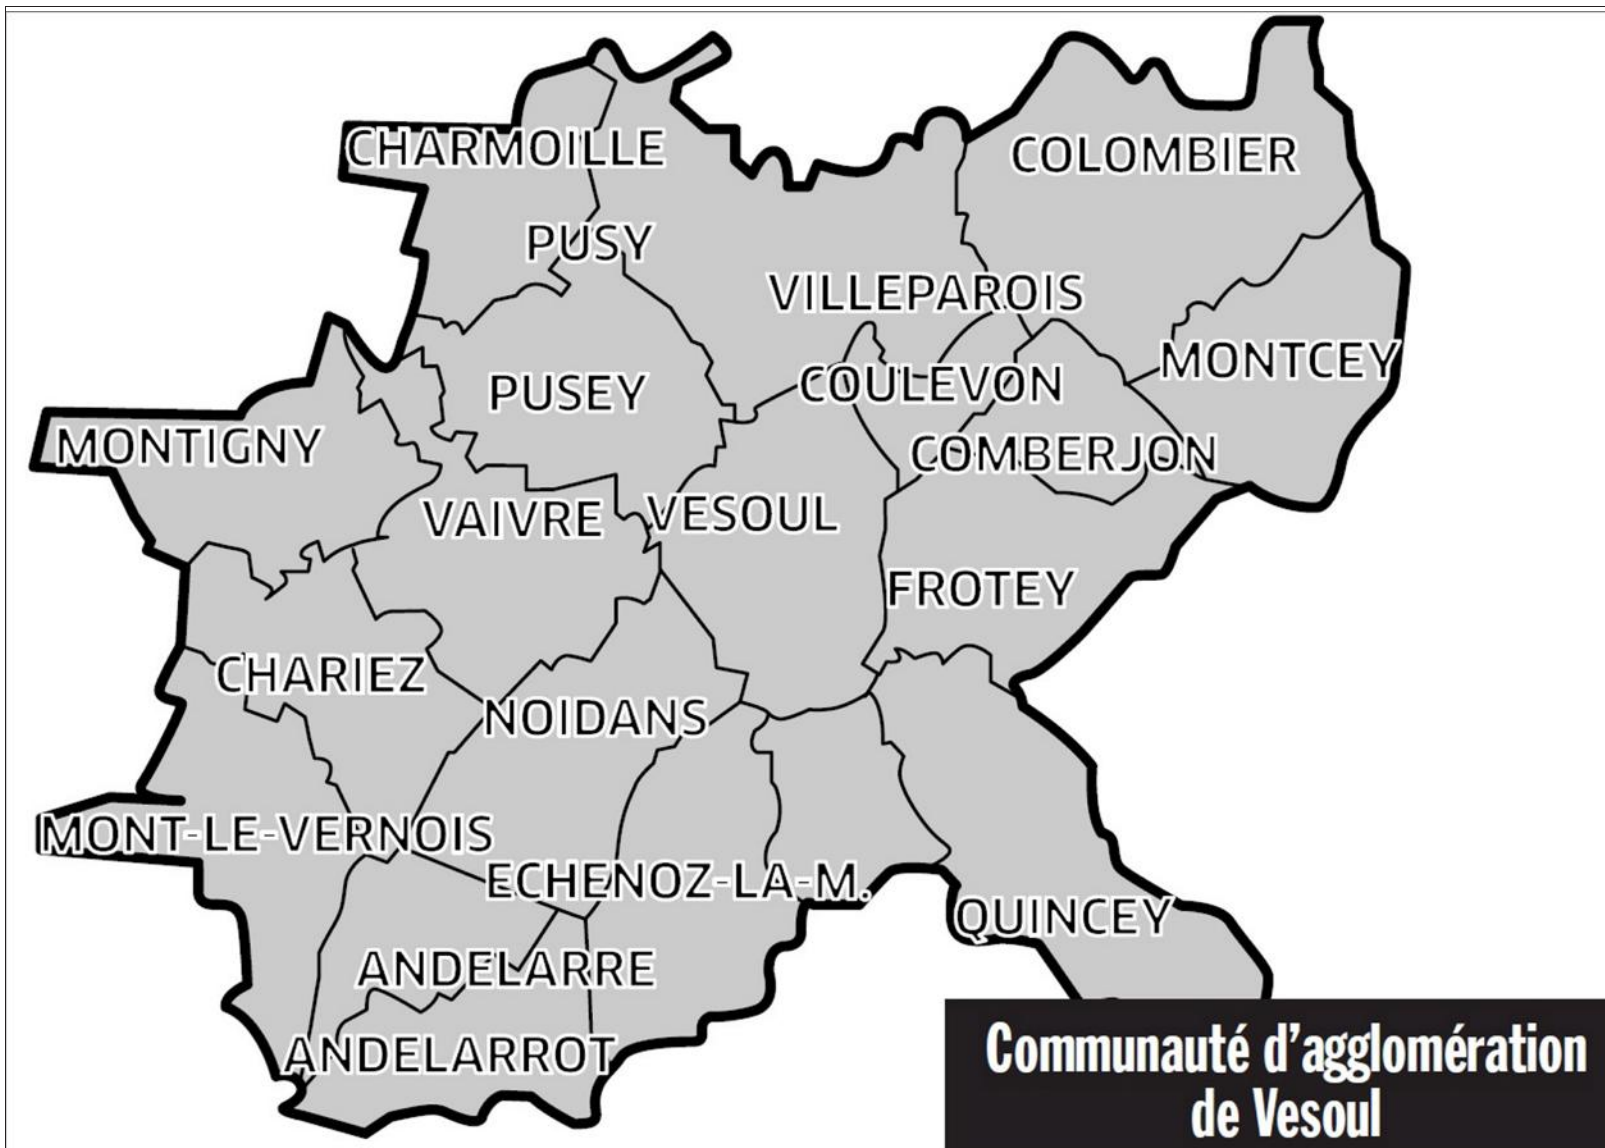 CHARMOILLE
COLOMBIER
PUSY
VILLEPAROIS
MONTCEY
COULEVON
PUSEY
MONTIGNY
COMBERJON
VAIVRE
VESOUL
FROTEY
CHARIEZ
NOIDANS
MONT-LE-VERNOIS
ECHENOZ-LA-M.
QUINCEY
ANDELARRE
ANDELARROT
Communauté d'agglomération
de Vesoul